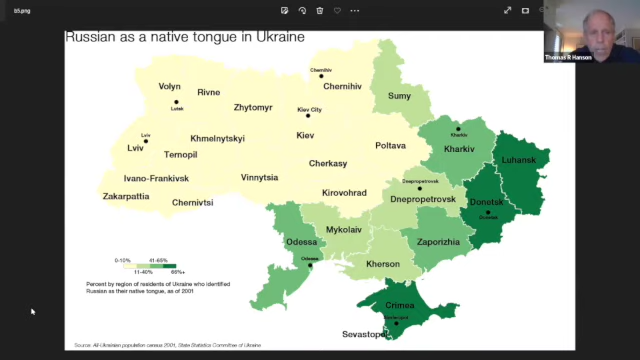 b5.png
Thomas R Hanson
Russian as a native tongue in Ukraine
Chernihiv
Volyn
Rivne
Chernihiv
Sumy
Lutsk
Zhytomyr
Kiev City
Lviv
Kharkiv
Lviv
Khmelnytskyi
Kiev
Poltava
Kharkiv
Ternopil
Cherkasy
Luhansk
Ivano-Frankivsk
Vinnytsia
Dnepropetrovsk
Zakarpattia
Chernivtsi
Kirovohrad
Dnepropetrovsk
Donetsk
Donetsk
Mykolaiv
Odessa
Zaporizhia
Odessa
Kherson
0-10%
41-65%
11-40%
66%+
Percent by region of residents of Ukraine who identified
Russian as their native tongue, as of 2001
Crimea
Sevastopol
Source: All-Ukrainian population census 2001, State Statistics Committee of Ukraine